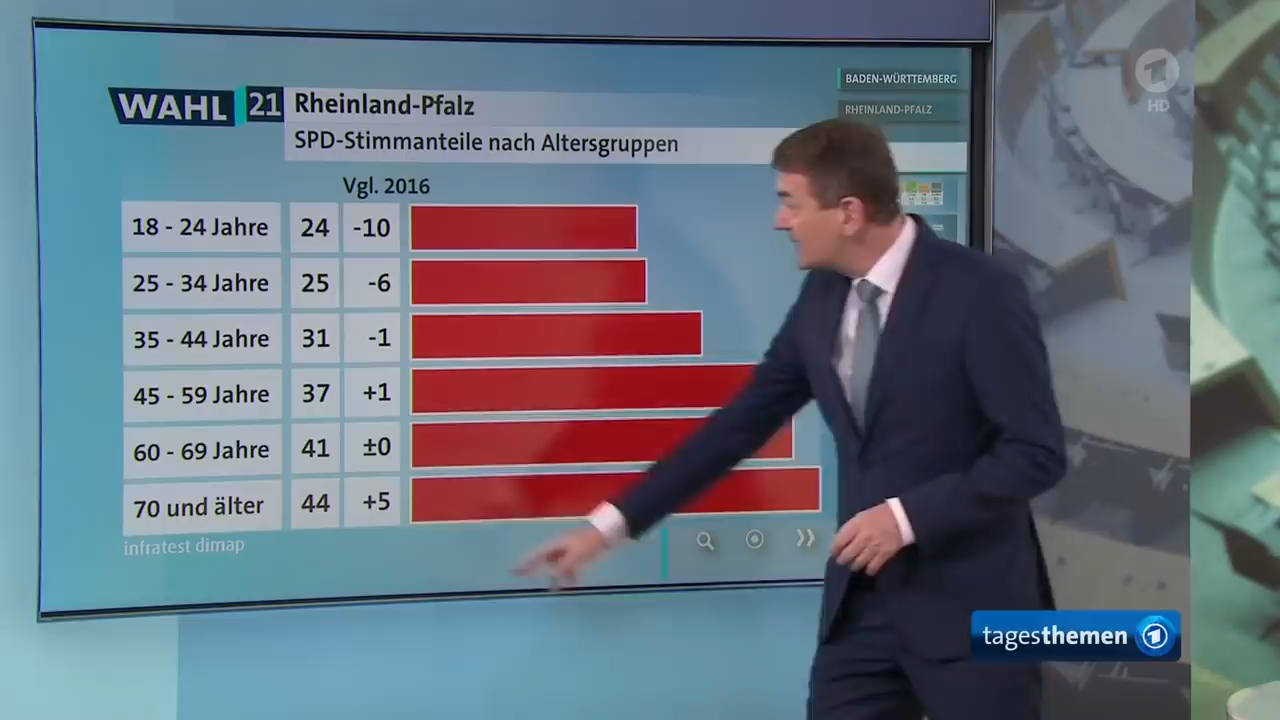 BADEN-WÜRTTEMBERG
HD
WAHL 21
Rheinland-Pfalz
RHEINLAND-PFALZ
SPD-Stimmanteile nach Altersgruppen
Vgl. 2016
18 - 24 Jahre 24 -10
25 - 34 Jahre 25 -6
35 - 44 Jahre 31 -1
45 - 59 Jahre 37 +1
60 - 69 Jahre 41 ±0
70 und älter 44 +5
infratest dimap
tagesthemen 1